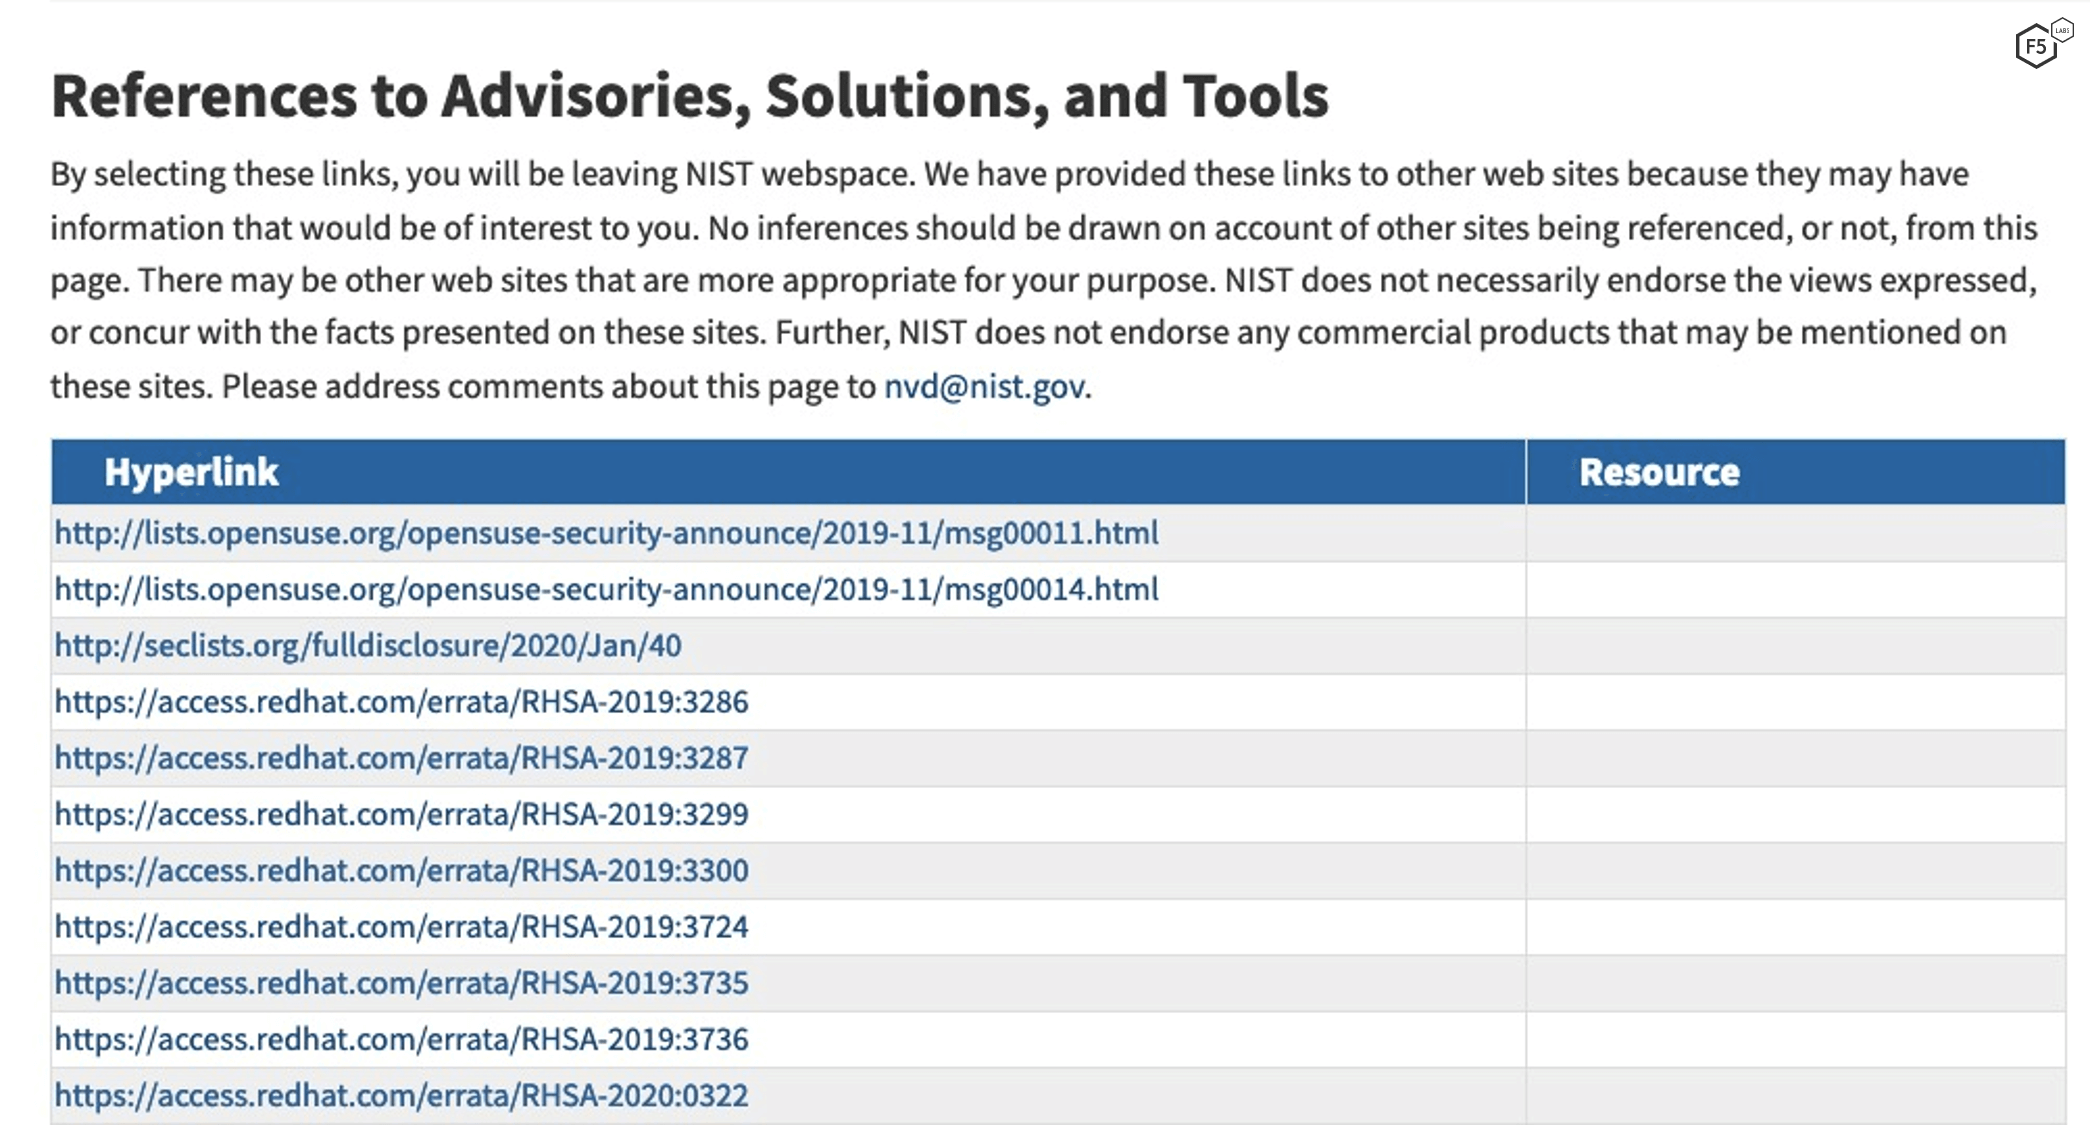 F5 LABS
References to Advisories, Solutions, and Tools
By selecting these links, you will be leaving NIST webspace. We have provided these links to other web sites because they may have
information that would be of interest to you. No inferences should be drawn on account of other sites being referenced, or not, from this
page. There may be other web sites that are more appropriate for your purpose. NIST does not necessarily endorse the views expressed,
or concur with the facts presented on these sites. Further, NIST does not endorse any commercial products that may be mentioned on
these sites. Please address comments about this page to nvd@nist.gov.
Hyperlink Resource
http://lists.opensuse.org/opensuse-security-announce/2019-11/msg00011.html
http://lists.opensuse.org/opensuse-security-announce/2019-11/msg00014.html
http://seclists.org/fulldisclosure/2020/Jan/40
https://access.redhat.com/errata/RHSA-2019:3286
https://access.redhat.com/errata/RHSA-2019:3287
https://access.redhat.com/errata/RHSA-2019:3299
https://access.redhat.com/errata/RHSA-2019:3300
https://access.redhat.com/errata/RHSA-2019:3724
https://access.redhat.com/errata/RHSA-2019:3735
https://access.redhat.com/errata/RHSA-2019:3736
https://access.redhat.com/errata/RHSA-2020:0322